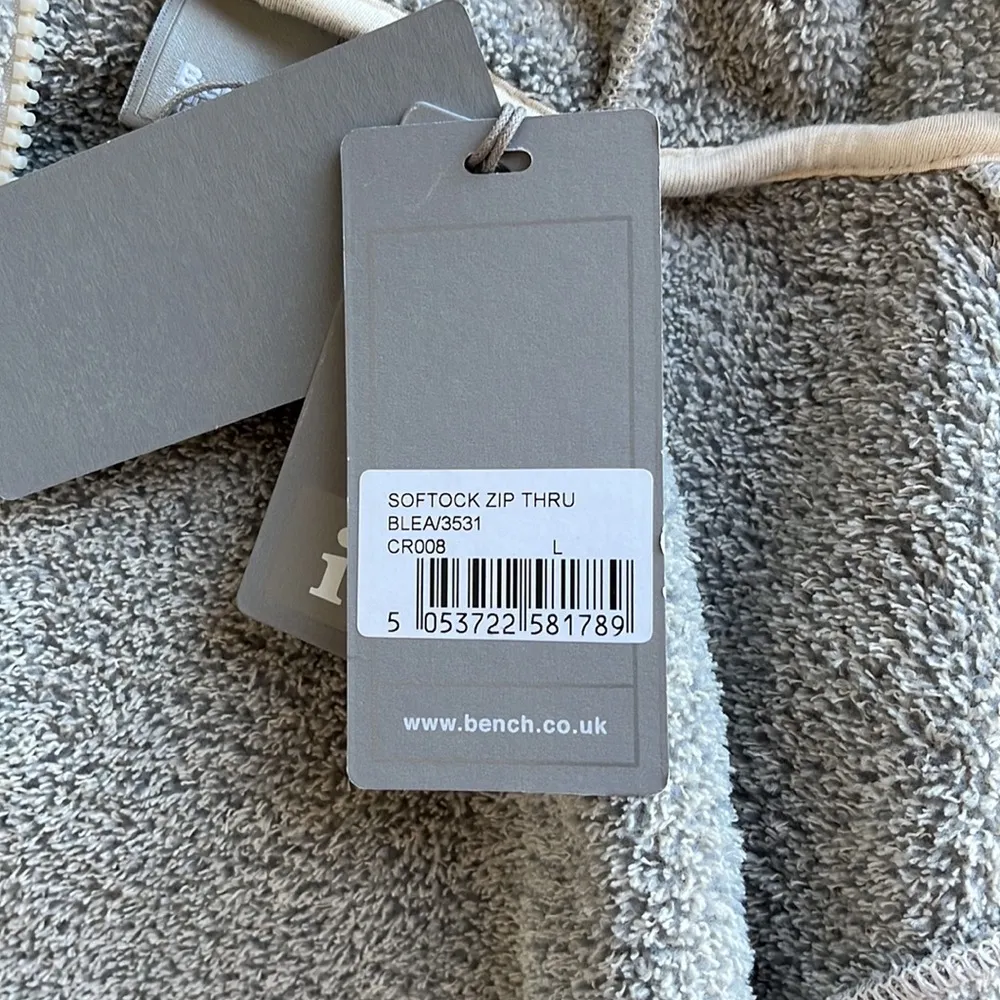 B
SOFTOCK ZIP THRU
BLEA/3531
CR008 L
5 053722 581789
i
www.bench.co.uk